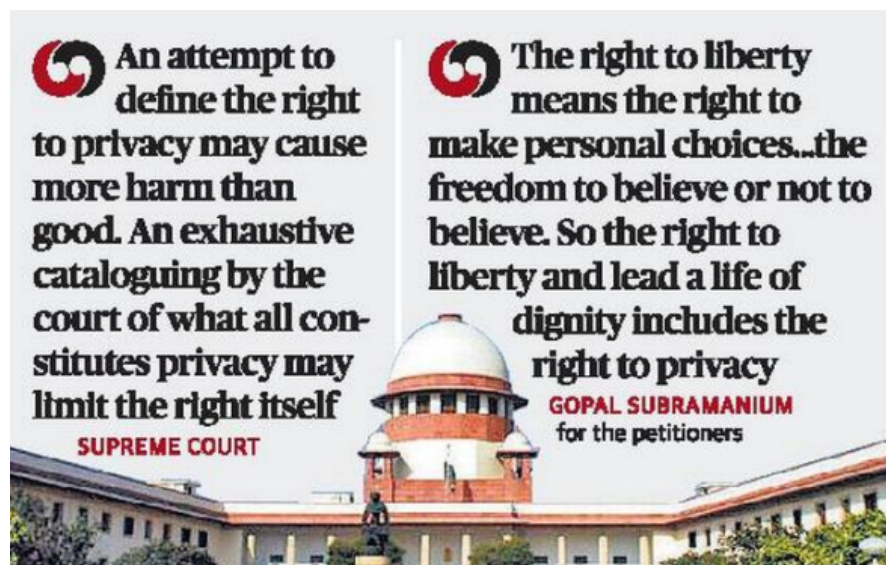 An attempt to
define the right
to privacy may cause
more harm than
good. An exhaustive
cataloguing by the
court of what all con-
stitutes privacy may
limit the right itself
SUPREME COURT
The right to liberty
means the right to
make personal choices...the
freedom to believe or not to
believe. So the right to
liberty and lead a life of
dignity includes the
right to privacy
GOPAL SUBRAMANIUM
for the petitioners